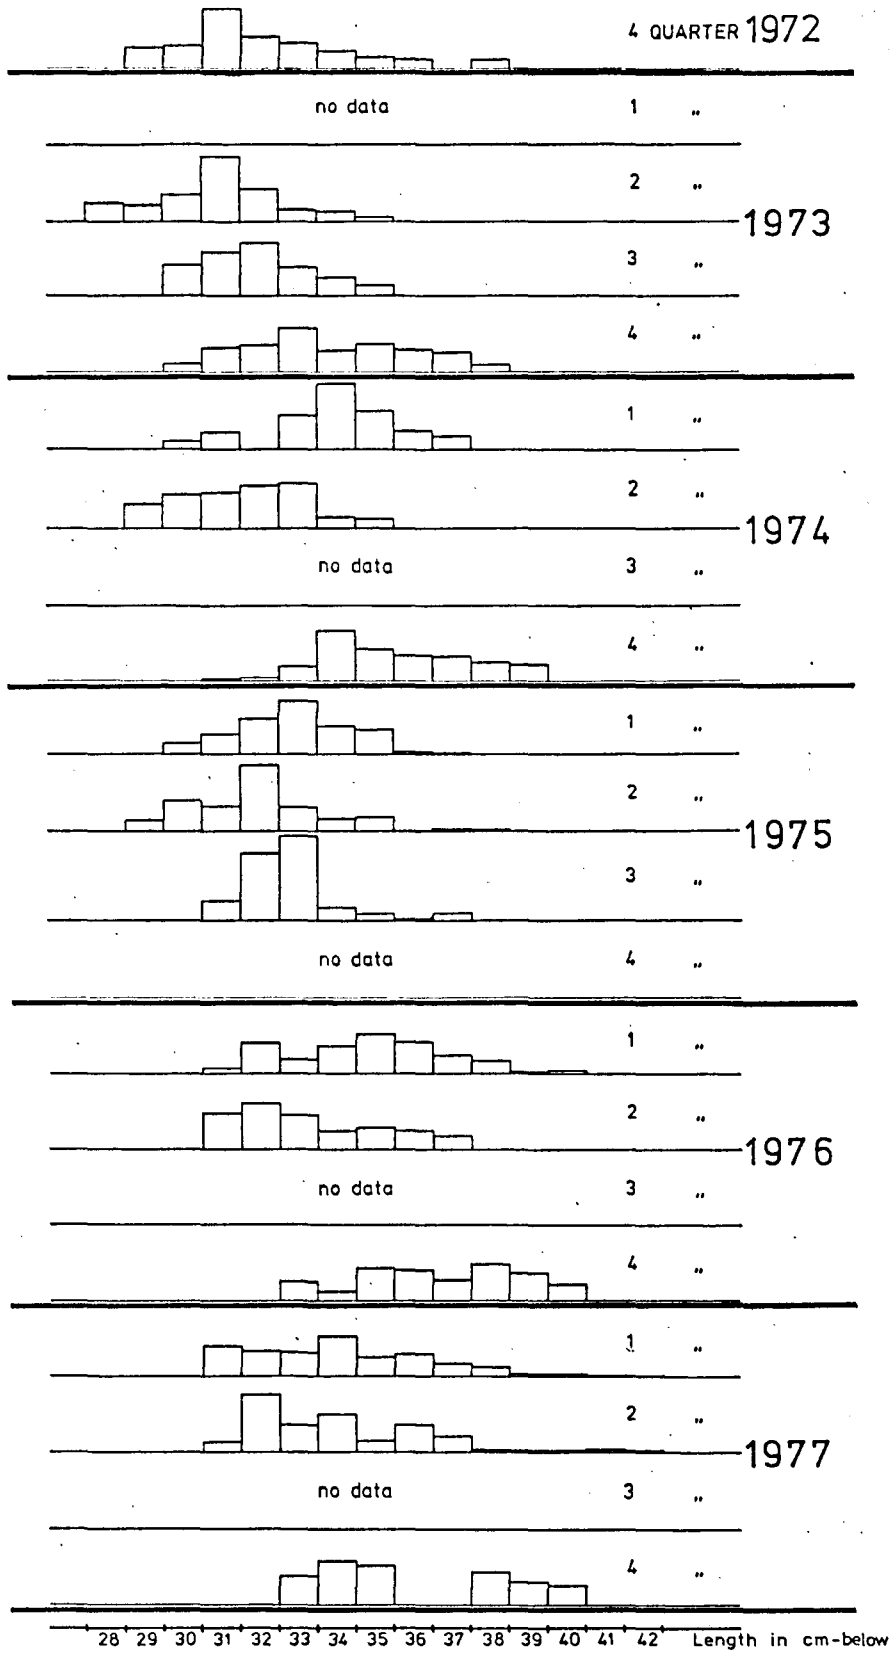 4 QUARTER 1972
no data 1 "
2 "
1973
3 "
4 "
1 "
2 "
1974
no data 3 "
4 "
1 "
2 "
1975
3 "
no data 4 "
1 "
2 "
1976
no data 3 "
4 "
1 "
2 "
1977
no data 3 "
4 "
28 29 30 31 32 33 34 35 36 37 38 39 40 41 42 Length in cm-below